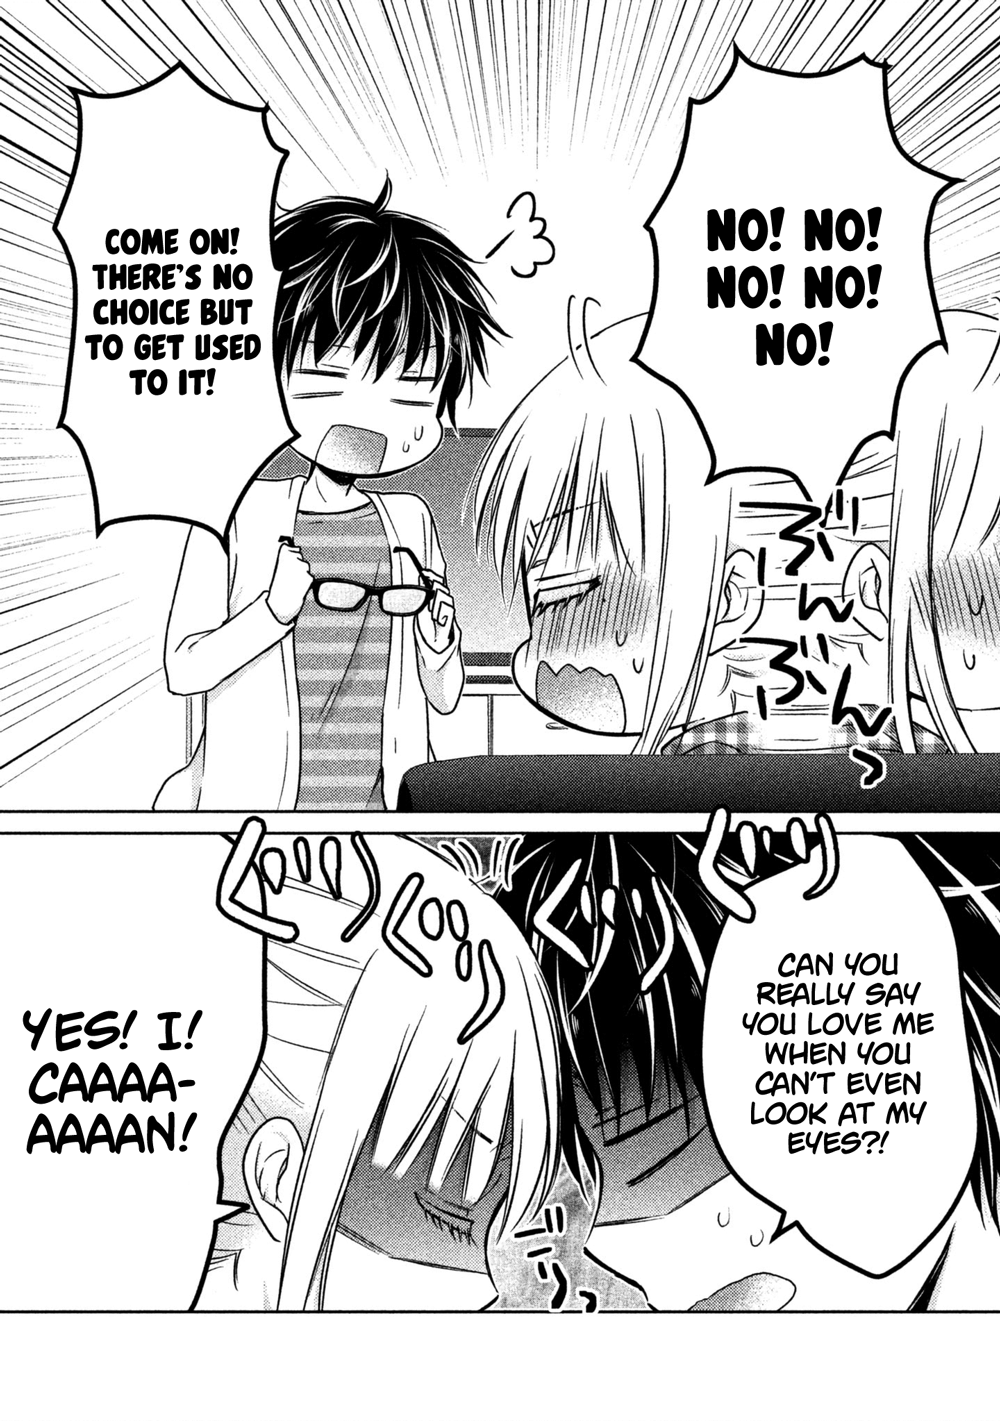 NO! NO!
NO! NO!
NO!
COME ON!
THERE'S NO
CHOICE BUT
TO GET USED
TO IT!
ぶんっ
ぶんっ
CAN YOU
REALLY SAY
YOU LOVE ME
WHEN YOU
CAN'T EVEN
LOOK AT MY
EYES?!
ぐりぐり
ぐりぐり
YES! I!
CAAAA-
AAAAN!